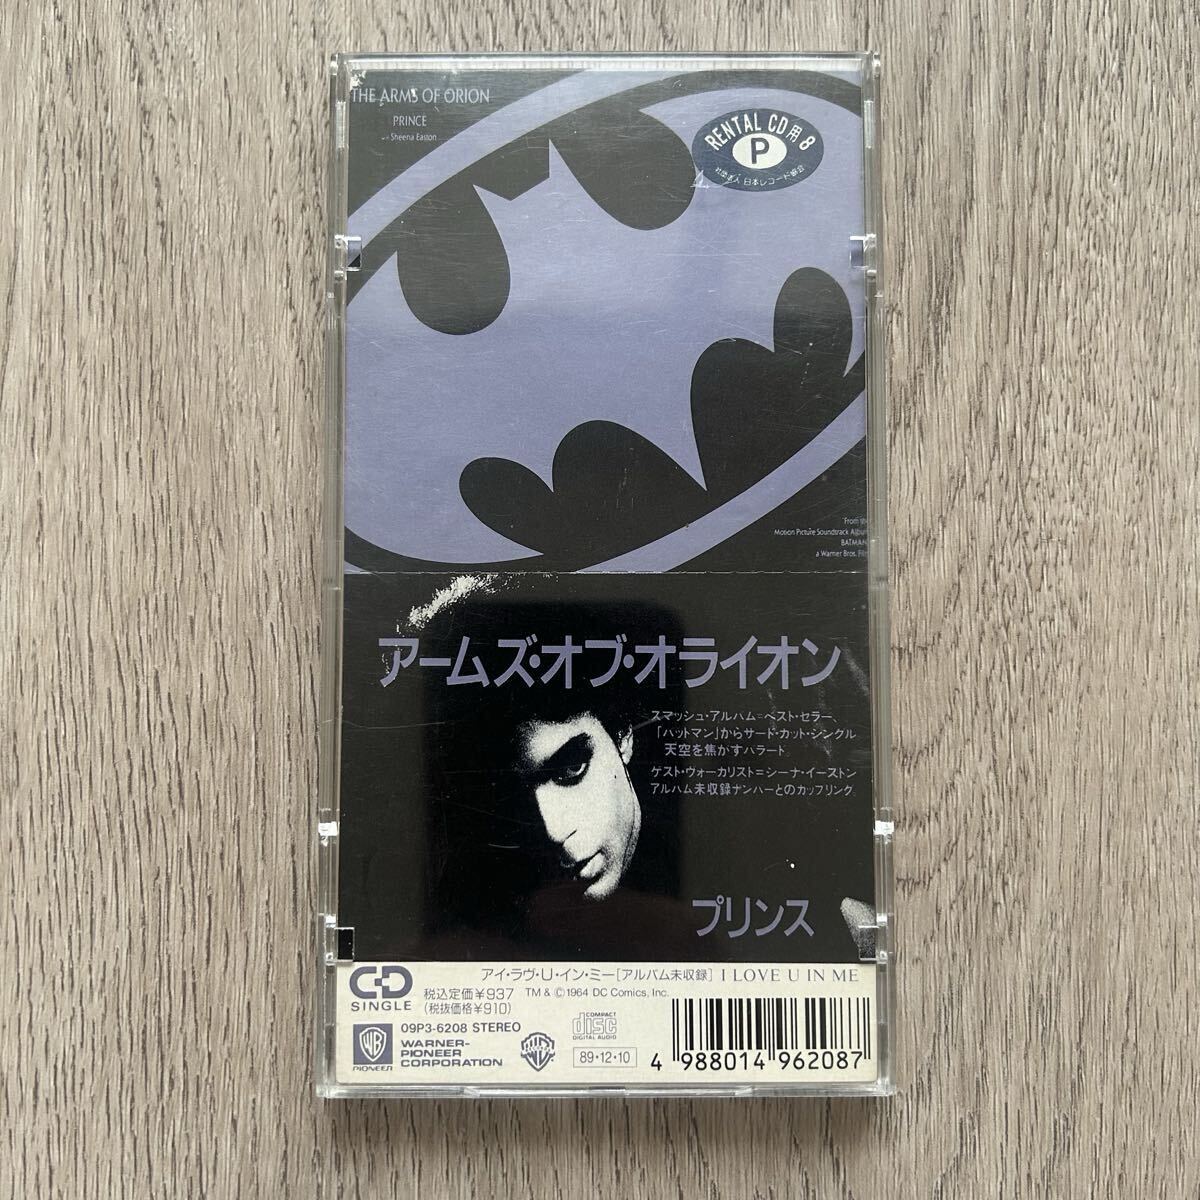 THE ARMS OF ORION
PRINCE
Sheena Easton
RENTAL CD用 8
P
社団法人 日本レコード協会
From the
Motion Picture Soundtrack Album
BATMAN
a Warner Bros. Film
アームズ・オブ・オライオン
スマッシュ・アルバム=ベスト・セラー、
「バットマン」からサード・カット・シングル
天空を焦がすバラード。
ゲスト・ヴォーカリスト=シーナ・イーストン
アルバム未収録ナンバーとのカップリング。
プリンス
CD
SINGLE
アイ・ラヴ・U・イン・ミー[アルバム未収録] I LOVE U IN ME
税込定価¥937
(税抜価格¥910)
TM & ©1964 DC Comics, Inc.
09P3-6208 STEREO
WB
PIONEER
WARNER-
PIONEER
CORPORATION
COMPACT
disc
DIGITAL AUDIO
89・12・10
4 988014 962087